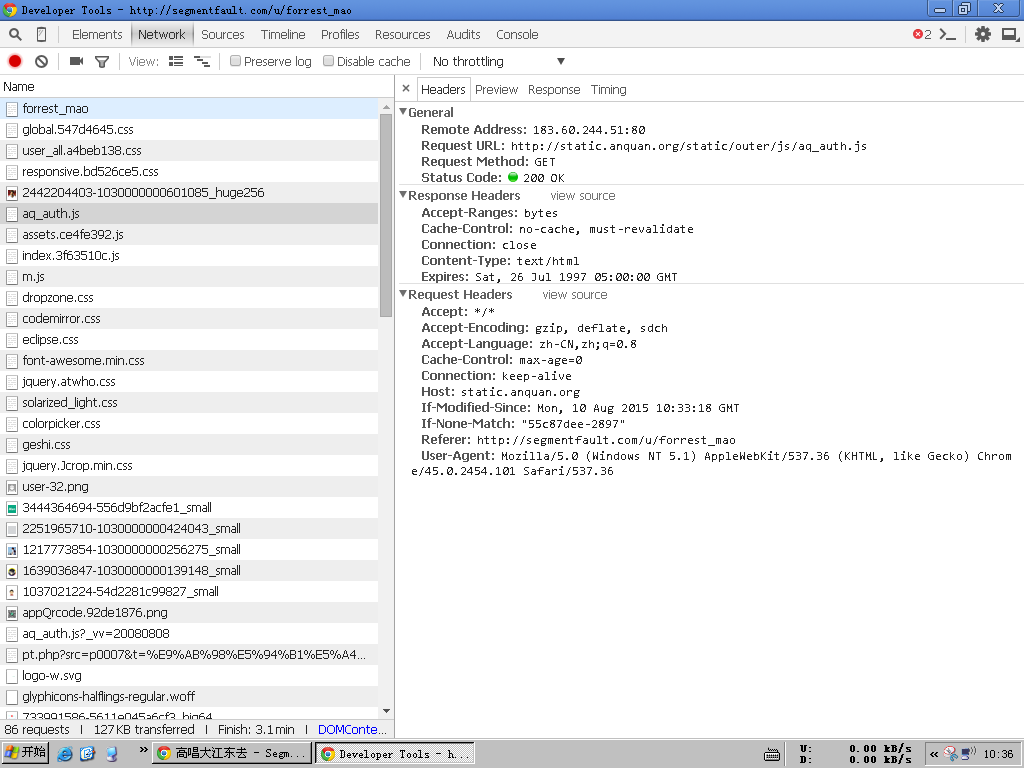 Developer Tools - http://segmentfault.com/u/forrest_mao
Elements Network Sources Timeline Profiles Resources Audits Console 2
View: Preserve log Disable cache No throttling
Name
forrest_mao
global.547d4645.css
user_all.a4beb138.css
responsive.bd526ce5.css
2442204403-1030000000601085_huge256
aq_auth.js
assets.ce4fe392.js
index.3f63510c.js
m.js
dropzone.css
codemirror.css
eclipse.css
font-awesome.min.css
jquery.atwho.css
solarized_light.css
colorpicker.css
geshi.css
jquery.Jcrop.min.css
user-32.png
3444364694-556d9bf2acfe1_small
2251965710-1030000000424043_small
1217773854-1030000000256275_small
1639036847-1030000000139148_small
1037021224-54d2281c99827_small
appQrcode.92de1876.png
aq_auth.js?_vv=20080808
pt.php?src=p0007&t=%E9%AB%98%E5%94%B1%E5%A4...
logo-w.svg
glyphicons-halflings-regular.woff
733991586-5611e045a6cf3_big64
86 requests | 127 KB transferred | Finish: 3.1 min | DOMConte...
× Headers Preview Response Timing
General
Remote Address: 183.60.244.51:80
Request URL: http://static.anquan.org/static/outer/js/aq_auth.js
Request Method: GET
Status Code: 200 OK
Response Headers view source
Accept-Ranges: bytes
Cache-Control: no-cache, must-revalidate
Connection: close
Content-Type: text/html
Expires: Sat, 26 Jul 1997 05:00:00 GMT
Request Headers view source
Accept: */*
Accept-Encoding: gzip, deflate, sdch
Accept-Language: zh-CN,zh;q=0.8
Cache-Control: max-age=0
Connection: keep-alive
Host: static.anquan.org
If-Modified-Since: Mon, 10 Aug 2015 10:33:18 GMT
If-None-Match: "55c87dee-2897"
Referer: http://segmentfault.com/u/forrest_mao
User-Agent: Mozilla/5.0 (Windows NT 5.1) AppleWebKit/537.36 (KHTML, like Gecko) Chrom
e/45.0.2454.101 Safari/537.36
开始 » 高唱大江东去 - Segm... Developer Tools - h... U: 0.00 kB/s « 10:36
D: 0.00 kB/s